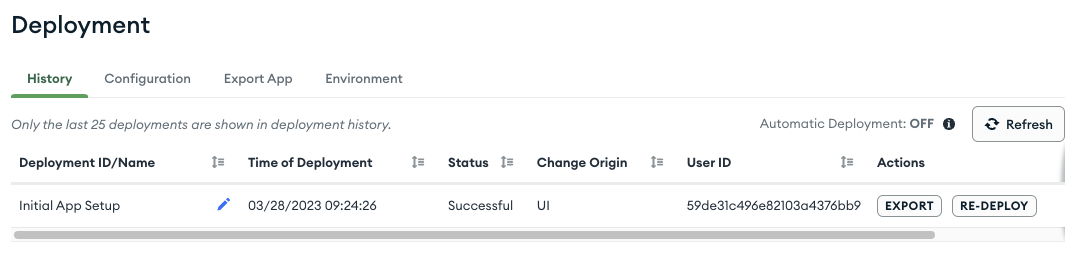 Deployment
History Configuration Export App Environment
Only the last 25 deployments are shown in deployment history. Automatic Deployment: OFF Refresh
Deployment ID/Name Time of Deployment Status Change Origin User ID Actions
Initial App Setup 03/28/2023 09:24:26 Successful UI 59de31c496e82103a4376bb9 EXPORT RE-DEPLOY